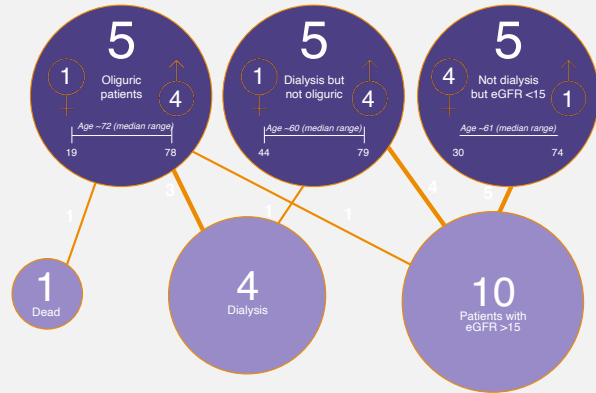 5
Oliguric
patients
1
4
Age ~72 (median range)
19 78
5
Dialysis but
not oliguric
1
4
Age ~60 (median range)
44 79
5
Not dialysis
but eGFR <15
4
1
Age ~61 (median range)
30 74
1
3
1
1
4
5
1
Dead
4
Dialysis
10
Patients with
eGFR >15